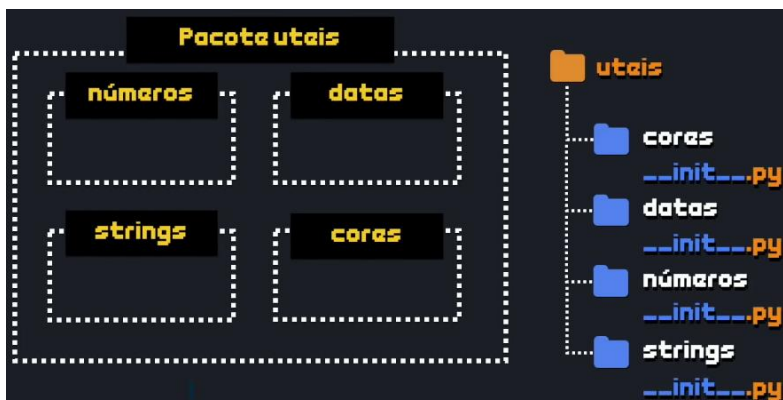 Pacote uteis
números
datas
strings
cores
uteis
cores
__init__.py
datas
__init__.py
números
__init__.py
strings
__init__.py